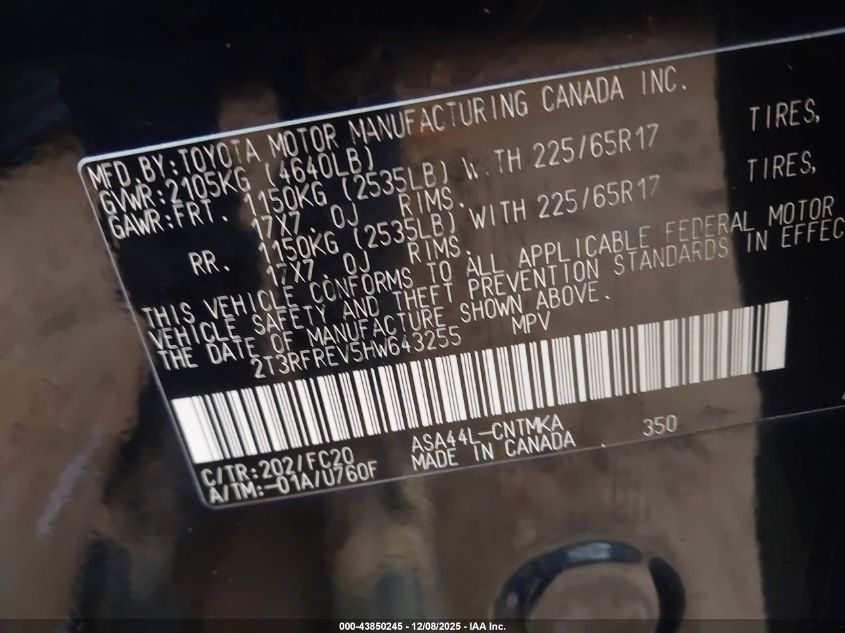 MFD.BY:TOYOTA MOTOR MANUFACTURING CANADA INC.
GVWR:2105KG (4640LB)
GAWR:FRT. 1150KG (2535LB) WITH 225/65R17 TIRES,
17X7.0J RIMS.
RR. 1150KG (2535LB) WITH 225/65R17 TIRES,
17X7.0J RIMS.
THIS VEHICLE CONFORMS TO ALL APPLICABLE FEDERAL MOTOR
VEHICLE SAFETY AND THEFT PREVENTION STANDARDS IN EFFEC
THE DATE OF MANUFACTURE SHOWN ABOVE.
2T3RFREV5HW643255 MPV
C/TR:202/FC20 ASA44L-CNTMKA 350
A/TM:-01A/U760F MADE IN CANADA
000-43850245 - 12/08/2025 - IAA Inc.